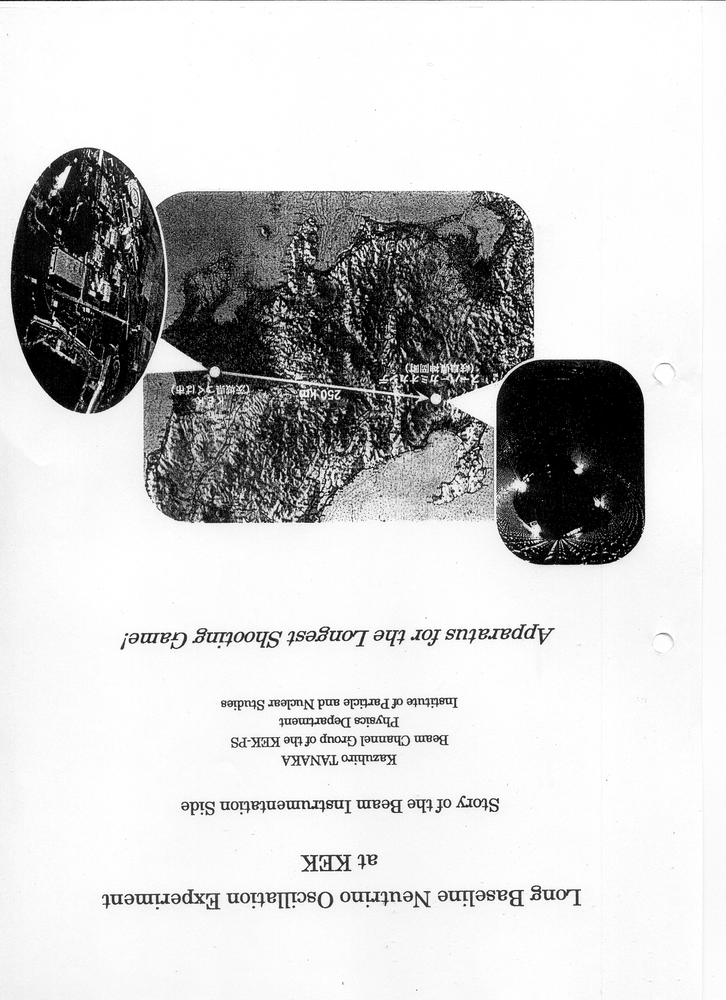 Long Baseline Neutrino Oscillation Experiment
at KEK
Story of the Beam Instrumentation Side
Kazuhiro TANAKA
Beam Channel Group of the KEK-PS
Physics Department
Institute of Particle and Nuclear Studies
Apparatus for the Longest Shooting Game!
KEK
(茨城県つくば市)
250 km
スーパーカミオカンデ
(岐阜県神岡町)